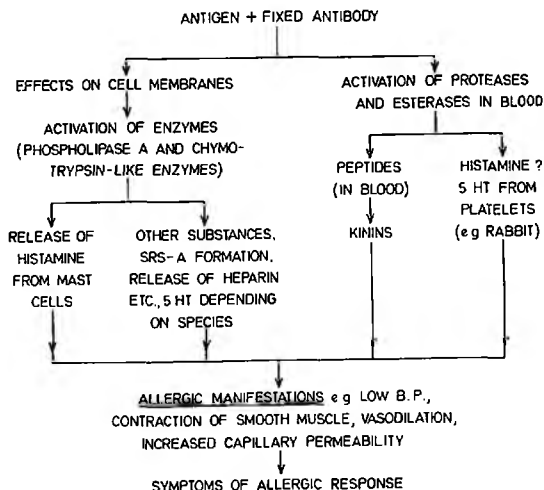 ANTIGEN + FIXED ANTIBODY
EFFECTS ON CELL MEMBRANES
ACTIVATION OF ENZYMES
(PHOSPHOLIPASE A AND CHYMO-
TRYPSIN-LIKE ENZYMES)
RELEASE OF
HISTAMINE
FROM MAST
CELLS
OTHER SUBSTANCES,
SRS-A FORMATION,
RELEASE OF HEPARIN
ETC., 5 HT DEPENDING
ON SPECIES
ACTIVATION OF PROTEASES
AND ESTERASES IN BLOOD
PEPTIDES
(IN BLOOD)
KININS
HISTAMINE ?
5 HT FROM
PLATELETS
(e g RABBIT)
ALLERGIC MANIFESTATIONS e g LOW B.P.,
CONTRACTION OF SMOOTH MUSCLE, VASODILATION,
INCREASED CAPILLARY PERMEABILITY
SYMPTOMS OF ALLERGIC RESPONSE